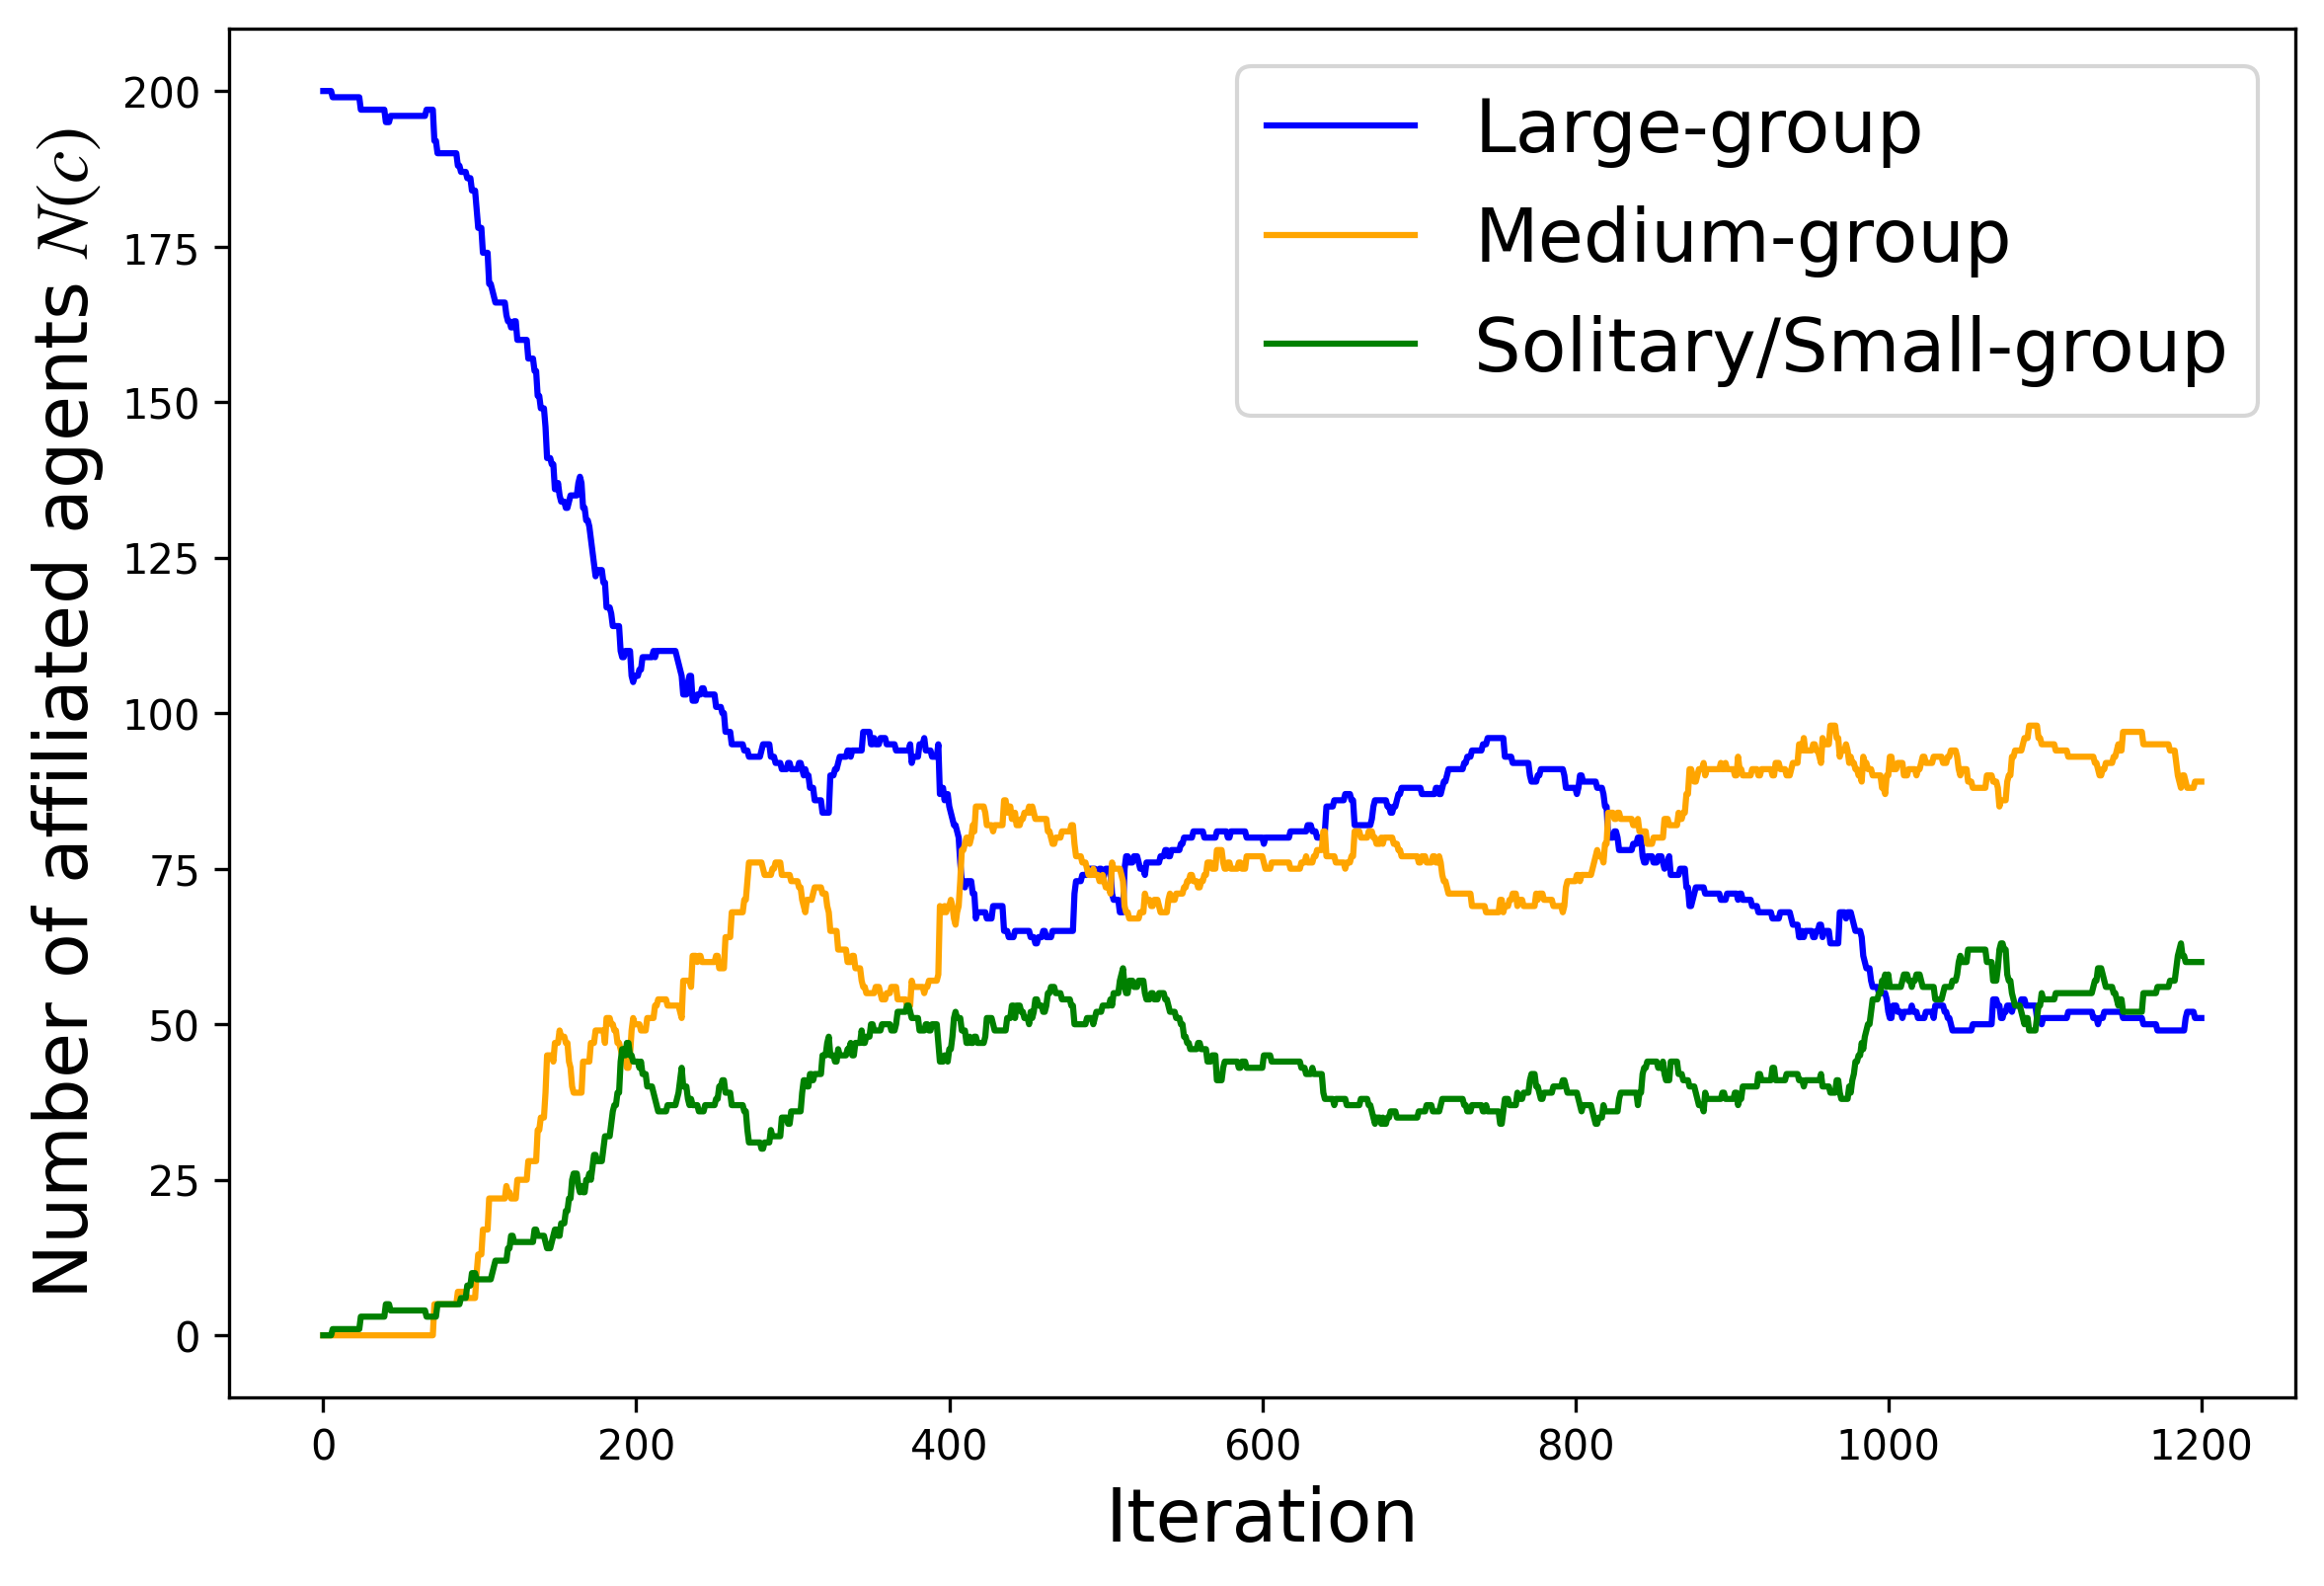 Number of affiliated agents N(c)
200
175
150
125
100
75
50
25
0
Large-group
Medium-group
Solitary/Small-group
0 200 400 600 800 1000 1200
Iteration